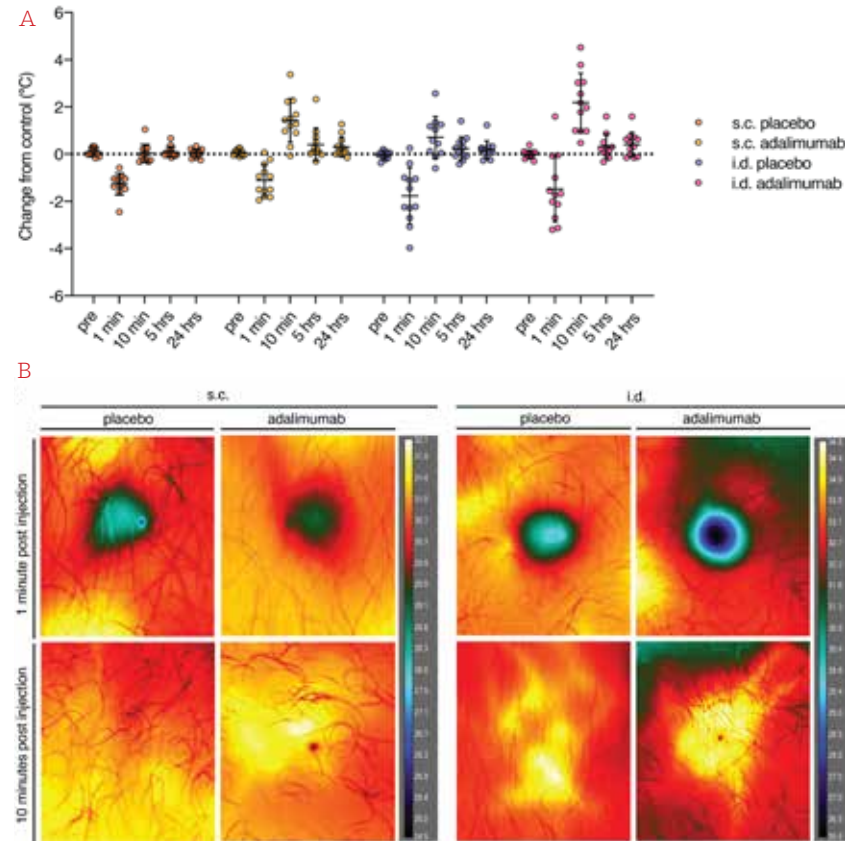 A
6
4
2
0
-2
-4
-6
Change from control (°C)
pre
1 min
10 min
5 hrs
24 hrs
pre
1 min
10 min
5 hrs
24 hrs
pre
1 min
10 min
5 hrs
24 hrs
pre
1 min
10 min
5 hrs
24 hrs
s.c. placebo
s.c. adalimumab
i.d. placebo
i.d. adalimumab
B
s.c.
i.d.
placebo
adalimumab
placebo
adalimumab
1 minute post injection
10 minutes post injection